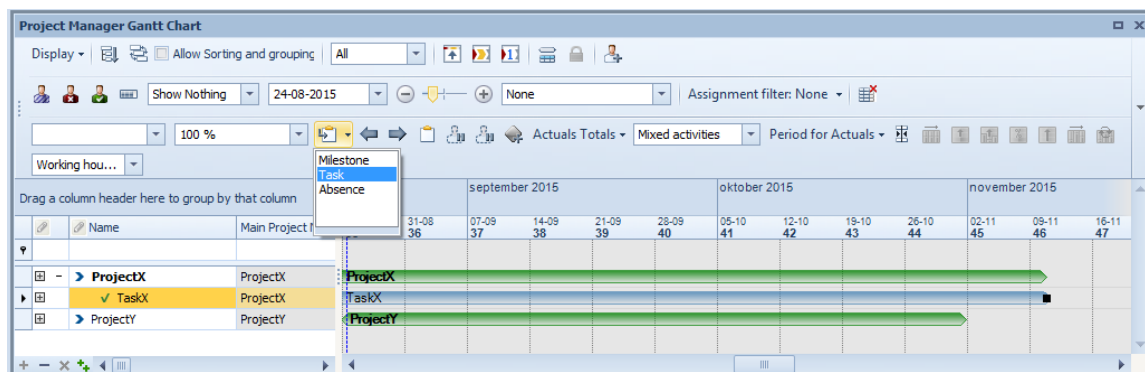 Project Manager Gantt Chart
Display Allow Sorting and grouping All
Show Nothing 24-08-2015 None Assignment filter: None
100 % Actuals Totals Mixed activities Period for Actuals
Working hou...
Milestone
Task
Absence
Drag a column header here to group by that column
september 2015 oktober 2015 november 2015
Name Main Project
31-08 07-09 14-09 21-09 28-09 05-10 12-10 19-10 26-10 02-11 09-11 16-11
36 37 38 39 40 41 42 43 44 45 46 47
ProjectX ProjectX ProjectX
TaskX ProjectX TaskX
ProjectY ProjectY ProjectY